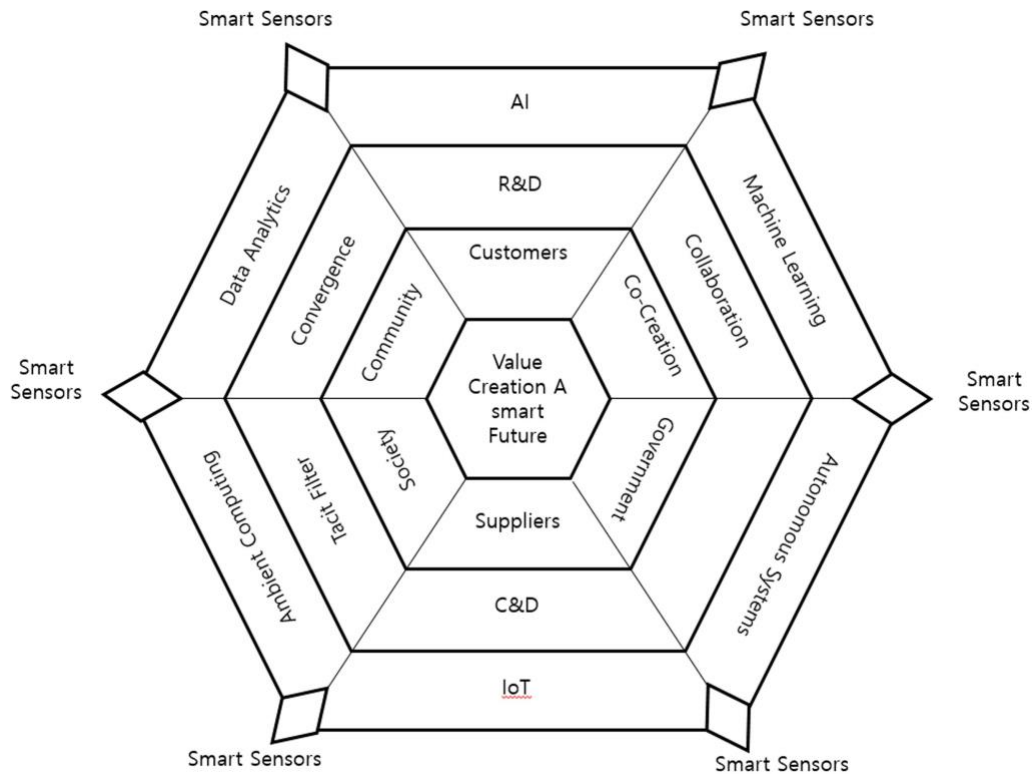 Smart Sensors
Smart Sensors
AI
R&D
Customers
Data Analytics
Convergence
Community
Co-Creation
Collaboration
Machine Learning
Smart
Sensors
Value
Creation A
smart
Future
Smart
Sensors
Ambient Computing
Tacit Filter
Society
Government
Autonomous Systems
Suppliers
C&D
IoT
Smart Sensors
Smart Sensors